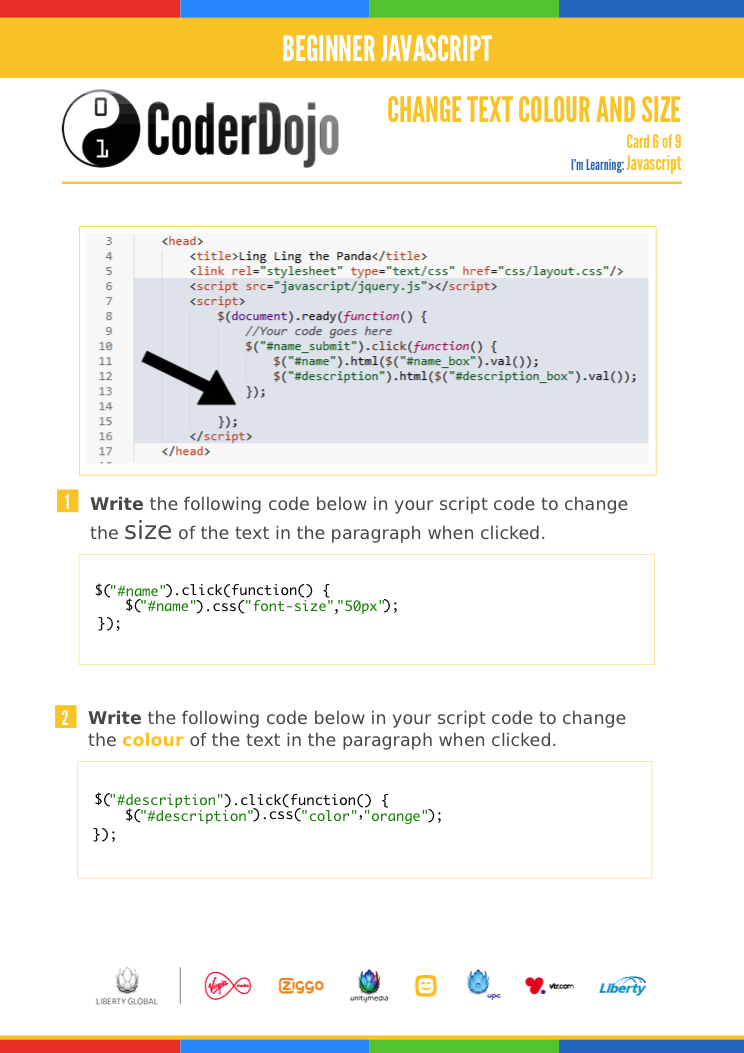 BEGINNER JAVASCRIPT
0
1
CoderDojo
CHANGE TEXT COLOUR AND SIZE
Card 6 of 9
I'm Learning: Javascript
3 <head>
4 <title>Ling Ling the Panda</title>
5 <link rel="stylesheet" type="text/css" href="css/layout.css"/>
6 <script src="javascript/jquery.js"></script>
7 <script>
8 $(document).ready(function() {
9 //Your code goes here
10 $("#name_submit").click(function() {
11 $("#name").html($("#name_box").val());
12 $("#description").html($("#description_box").val());
13 });
14
15 });
16 </script>
17 </head>
1 Write the following code below in your script code to change
the size of the text in the paragraph when clicked.
$("#name").click(function() {
$("#name").css("font-size","50px");
});
2 Write the following code below in your script code to change
the colour of the text in the paragraph when clicked.
$("#description").click(function() {
$("#description").css("color","orange");
});
LIBERTY GLOBAL
Virgin media
Ziggo
unitymedia
upc
vtr.com
Liberty